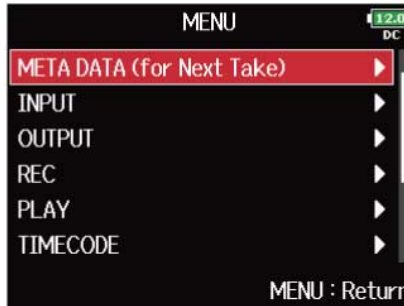 MENU
12.0
DC
META DATA (for Next Take)
INPUT
OUTPUT
REC
PLAY
TIMECODE
MENU : Return